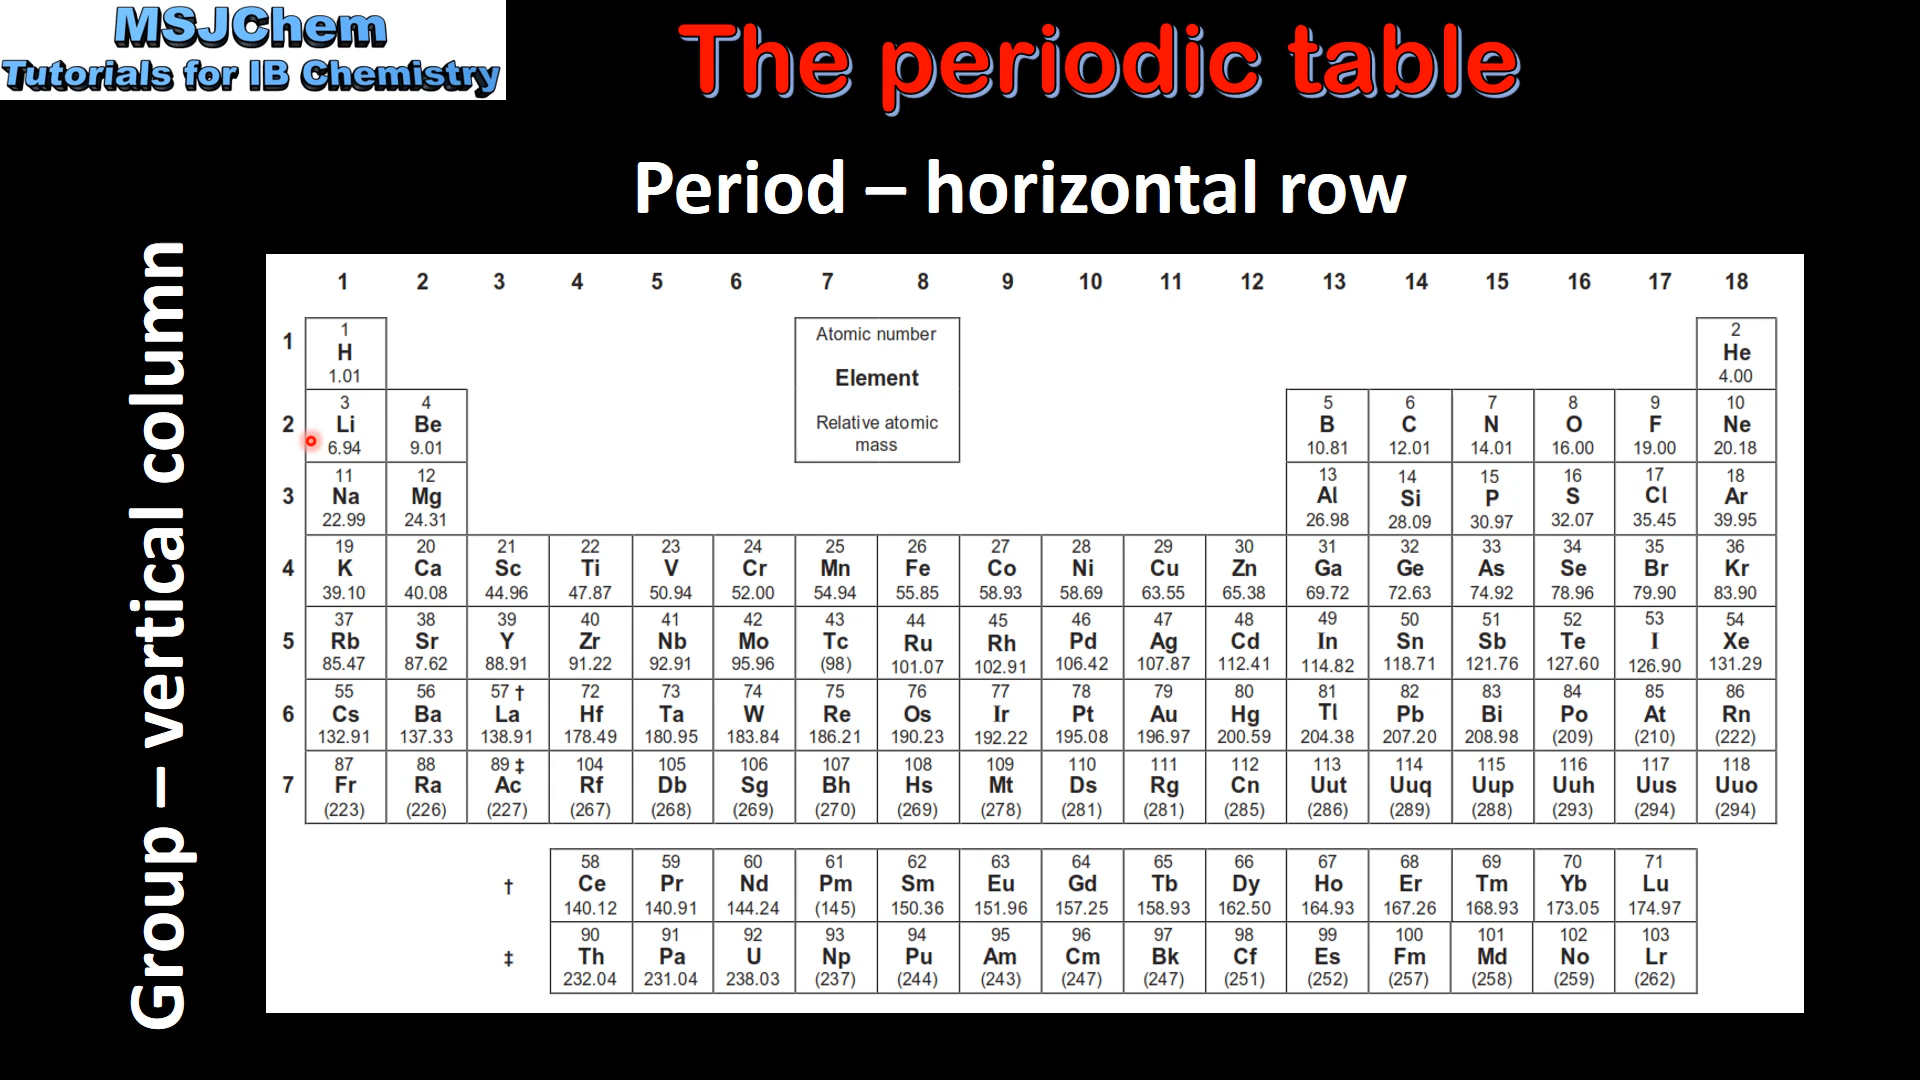 MSJChem
Tutorials for IB Chemistry
The periodic table
Period – horizontal row
Group – vertical column
1 2 3 4 5 6 7 8 9 10 11 12 13 14 15 16 17 18
1
1 Atomic number 2
H Element He
1.01 Relative atomic mass 4.00
2
3 4 5 6 7 8 9 10
Li Be B C N O F Ne
6.94 9.01 10.81 12.01 14.01 16.00 19.00 20.18
3
11 12 13 14 15 16 17 18
Na Mg Al Si P S Cl Ar
22.99 24.31 26.98 28.09 30.97 32.07 35.45 39.95
4
19 20 21 22 23 24 25 26 27 28 29 30 31 32 33 34 35 36
K Ca Sc Ti V Cr Mn Fe Co Ni Cu Zn Ga Ge As Se Br Kr
39.10 40.08 44.96 47.87 50.94 52.00 54.94 55.85 58.93 58.69 63.55 65.38 69.72 72.63 74.92 78.96 79.90 83.90
5
37 38 39 40 41 42 43 44 45 46 47 48 49 50 51 52 53 54
Rb Sr Y Zr Nb Mo Tc Ru Rh Pd Ag Cd In Sn Sb Te I Xe
85.47 87.62 88.91 91.22 92.91 95.96 (98) 101.07 102.91 106.42 107.87 112.41 114.82 118.71 121.76 127.60 126.90 131.29
6
55 56 57 † 72 73 74 75 76 77 78 79 80 81 82 83 84 85 86
Cs Ba La Hf Ta W Re Os Ir Pt Au Hg Tl Pb Bi Po At Rn
132.91 137.33 138.91 178.49 180.95 183.84 186.21 190.23 192.22 195.08 196.97 200.59 204.38 207.20 208.98 (209) (210) (222)
7
87 88 89 ‡ 104 105 106 107 108 109 110 111 112 113 114 115 116 117 118
Fr Ra Ac Rf Db Sg Bh Hs Mt Ds Rg Cn Uut Uuq Uup Uuh Uus Uuo
(223) (226) (227) (267) (268) (269) (270) (269) (278) (281) (281) (285) (286) (289) (288) (293) (294) (294)
†
58 59 60 61 62 63 64 65 66 67 68 69 70 71
Ce Pr Nd Pm Sm Eu Gd Tb Dy Ho Er Tm Yb Lu
140.12 140.91 144.24 (145) 150.36 151.96 157.25 158.93 162.50 164.93 167.26 168.93 173.05 174.97
‡
90 91 92 93 94 95 96 97 98 99 100 101 102 103
Th Pa U Np Pu Am Cm Bk Cf Es Fm Md No Lr
232.04 231.04 238.03 (237) (244) (243) (247) (247) (251) (252) (257) (258) (259) (262)